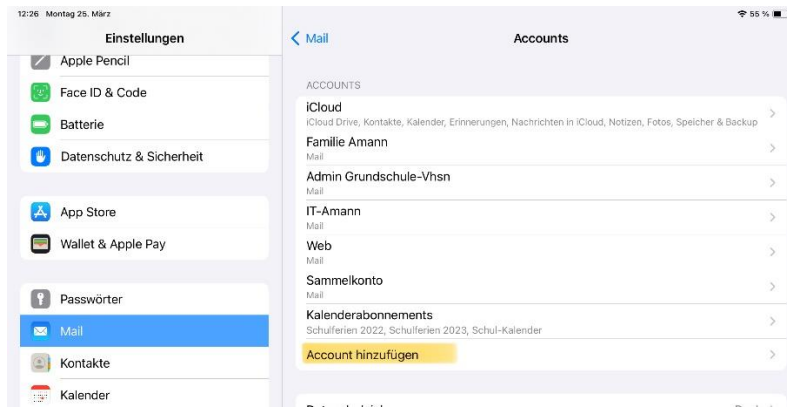 12:26 Montag 25. März
55 %
Einstellungen
Apple Pencil
Face ID & Code
Batterie
Datenschutz & Sicherheit
App Store
Wallet & Apple Pay
Passwörter
Mail
Kontakte
Kalender
Mail
Accounts
ACCOUNTS
iCloud
iCloud Drive, Kontakte, Kalender, Erinnerungen, Nachrichten in iCloud, Notizen, Fotos, Speicher & Backup
Familie Amann
Mail
Admin Grundschule-Vhsn
Mail
IT-Amann
Mail
Web
Mail
Sammelkonto
Mail
Kalenderabonnements
Schulferien 2022, Schulferien 2023, Schul-Kalender
Account hinzufügen